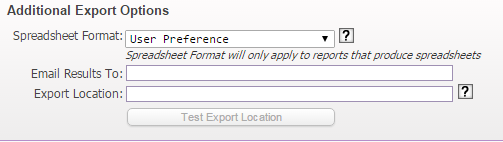 Additional Export Options
Spreadsheet Format: User Preference ?
Spreadsheet Format will only apply to reports that produce spreadsheets
Email Results To:
Export Location: ?
Test Export Location